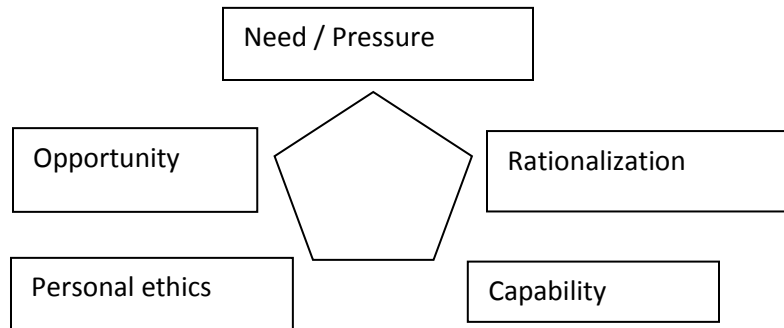 Need / Pressure
Opportunity
Rationalization
Personal ethics
Capability